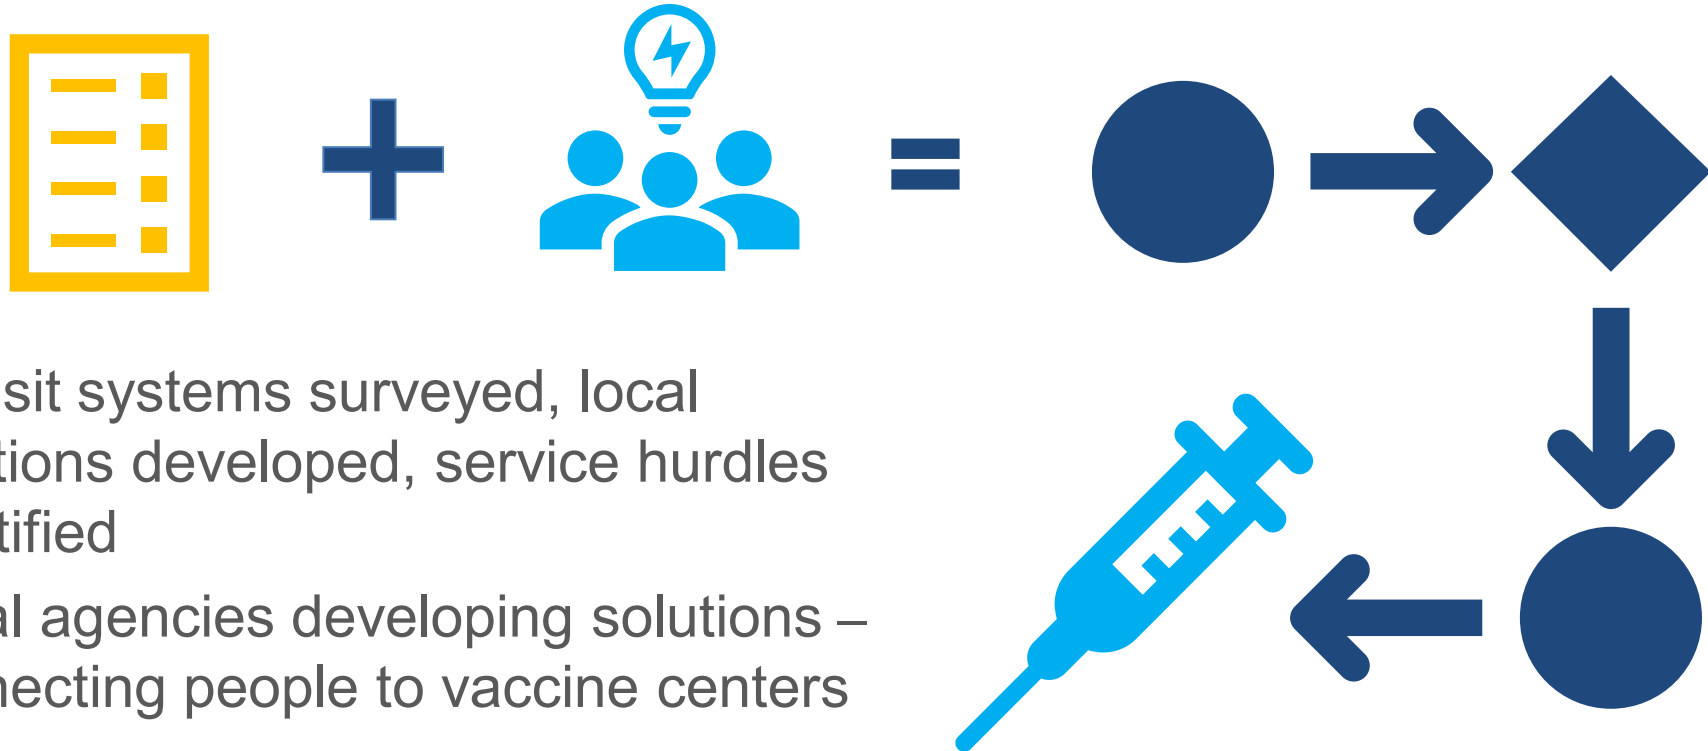 sit systems surveyed, local
tions developed, service hurdles
tified
al agencies developing solutions –
necting people to vaccine centers